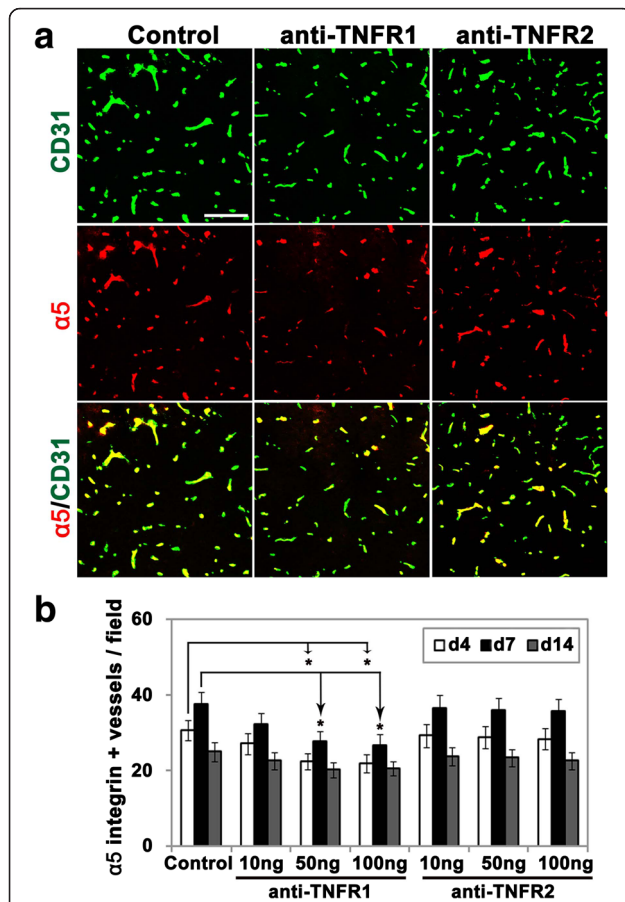 a
Control anti-TNFR1 anti-TNFR2
CD31
α5
α5/CD31
b
α5 integrin + vessels / field
60
40
20
0
d4 d7 d14
* *
* *
Control 10ng 50ng 100ng 10ng 50ng 100ng
anti-TNFR1 anti-TNFR2